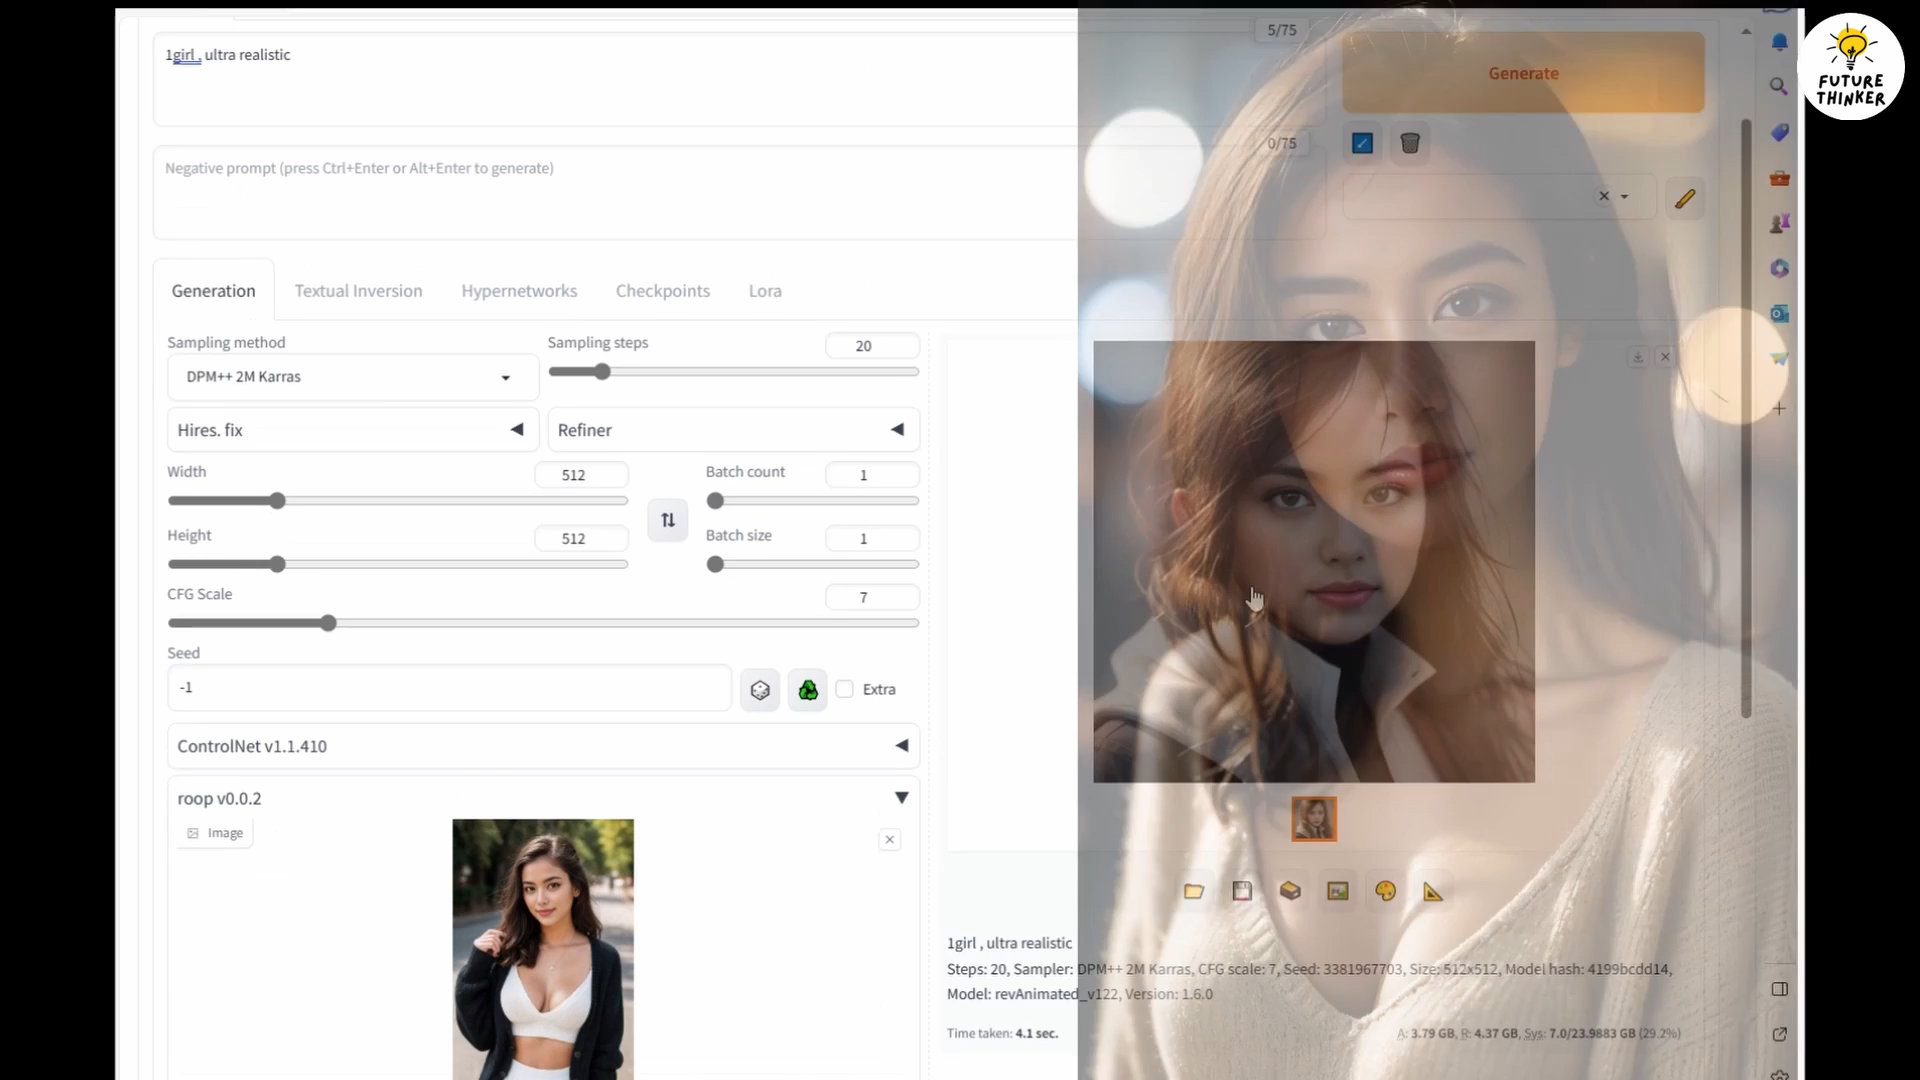 1girl , ultra realistic
5/75
Generate
FUTURE
THINKER
Negative prompt (press Ctrl+Enter or Alt+Enter to generate)
0/75
Generation
Textual Inversion
Hypernetworks
Checkpoints
Lora
Sampling method
DPM++ 2M Karras
Sampling steps
20
Hires. fix
Refiner
Width
512
Batch count
1
Height
512
Batch size
1
CFG Scale
7
Seed
-1
Extra
ControlNet v1.1.410
roop v0.0.2
Image
1girl , ultra realistic
Steps: 20, Sampler: DPM++ 2M Karras, CFG scale: 7, Seed: 3381967703, Size: 512x512, Model hash: 4199bcdd14,
Model: revAnimated_v122, Version: 1.6.0
Time taken: 4.1 sec.
A: 3.79 GB, R: 4.37 GB, Sys: 7.0/23.9883 GB (29.2%)